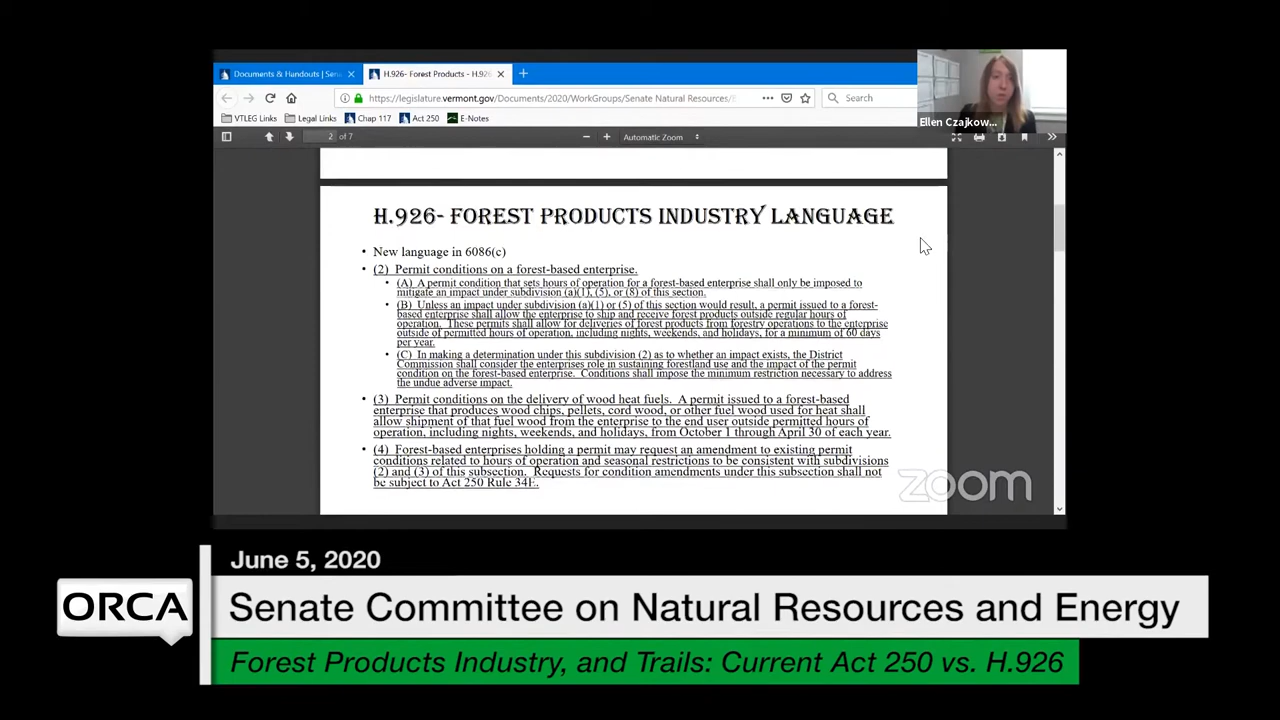 Documents & Handouts | Sen
H.926- Forest Products - H.926
https://legislature.vermont.gov/Documents/2020/WorkGroups/Senate Natural Resources/
Search
Ellen Czajkow...
VTLEG Links
Legal Links
Chap 117
Act 250
E-Notes
2 of 7
Automatic Zoom
H.926- FOREST PRODUCTS INDUSTRY LANGUAGE
• New language in 6086(c)
• (2) Permit conditions on a forest-based enterprise.
• (A) A permit condition that sets hours of operation for a forest-based enterprise shall only be imposed to
mitigate an impact under subdivision (a)(1), (5), or (8) of this section.
• (B) Unless an impact under subdivision (a)(1) or (5) of this section would result, a permit issued to a forest-
based enterprise shall allow the enterprise to ship and receive forest products outside regular hours of
operation. These permits shall allow for deliveries of forest products from forestry operations to the enterprise
outside of permitted hours of operation, including nights, weekends, and holidays, for a minimum of 60 days
per year.
• (C) In making a determination under this subdivision (2) as to whether an impact exists, the District
Commission shall consider the enterprises role in sustaining forestland use and the impact of the permit
condition on the forest-based enterprise. Conditions shall impose the minimum restriction necessary to address
the undue adverse impact.
• (3) Permit conditions on the delivery of wood heat fuels. A permit issued to a forest-based
enterprise that produces wood chips, pellets, cord wood, or other fuel wood used for heat shall
allow shipment of that fuel wood from the enterprise to the end user outside permitted hours of
operation, including nights, weekends, and holidays, from October 1 through April 30 of each year.
• (4) Forest-based enterprises holding a permit may request an amendment to existing permit
conditions related to hours of operation and seasonal restrictions to be consistent with subdivisions
(2) and (3) of this subsection. Requests for condition amendments under this subsection shall not
be subject to Act 250 Rule 34E.
zoom
June 5, 2020
ORCA
Senate Committee on Natural Resources and Energy
Forest Products Industry, and Trails: Current Act 250 vs. H.926